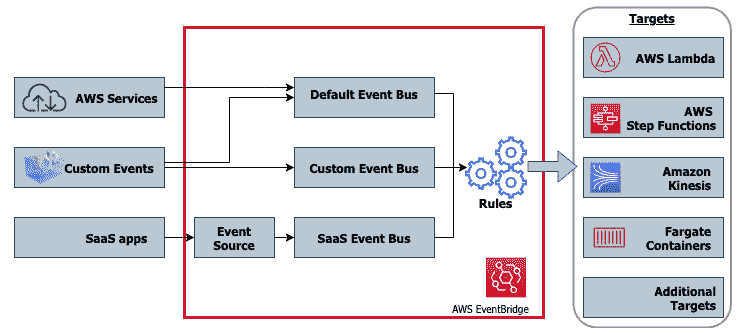 Targets
AWS Services
Default Event Bus
AWS Lambda
AWS
Step Functions
Custom Events
Custom Event Bus
Rules
Amazon
Kinesis
SaaS apps
Event
Source
SaaS Event Bus
Fargate
Containers
AWS EventBridge
Additional
Targets